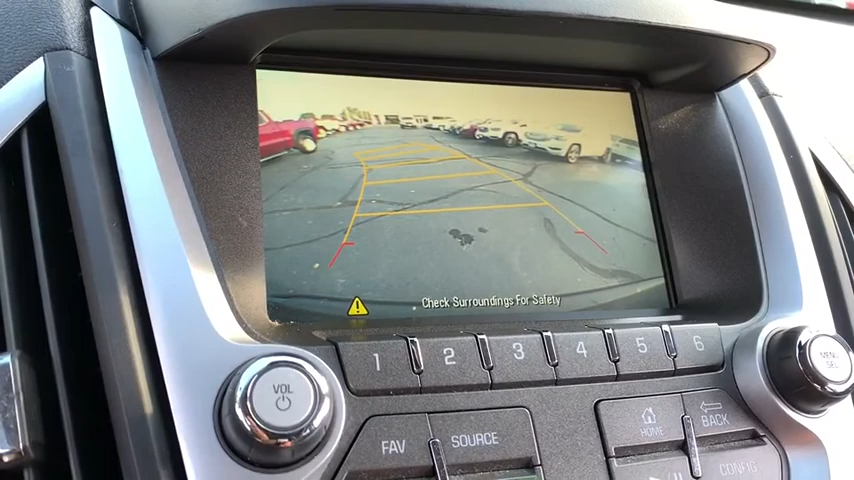 Check Surroundings For Safety
1 2 3 4 5 6
VOL
MENU
SEL
FAV
SOURCE
HOME
BACK
CONFIG